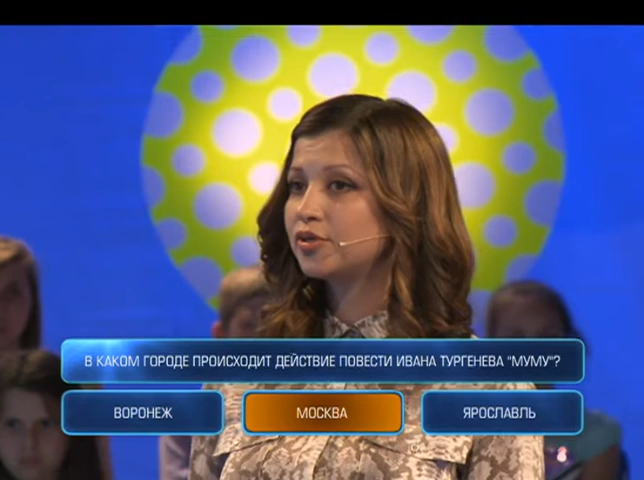 В КАКОМ ГОРОДЕ ПРОИСХОДИТ ДЕЙСТВИЕ ПОВЕСТИ ИВАНА ТУРГЕНЕВА "МУМУ"?
ВОРОНЕЖ
МОСКВА
ЯРОСЛАВЛЬ